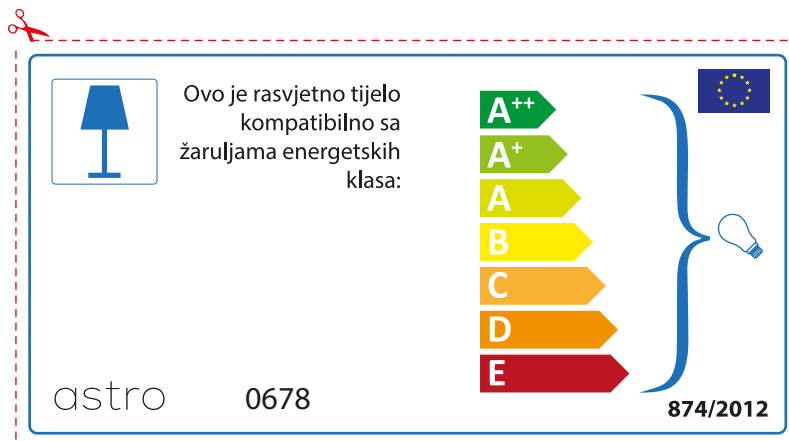 Ovo je rasvjetno tijelo
kompatibilno sa
žaruljama energetskih
klasa:
A++
A+
A
B
C
D
E
astro
0678
874/2012